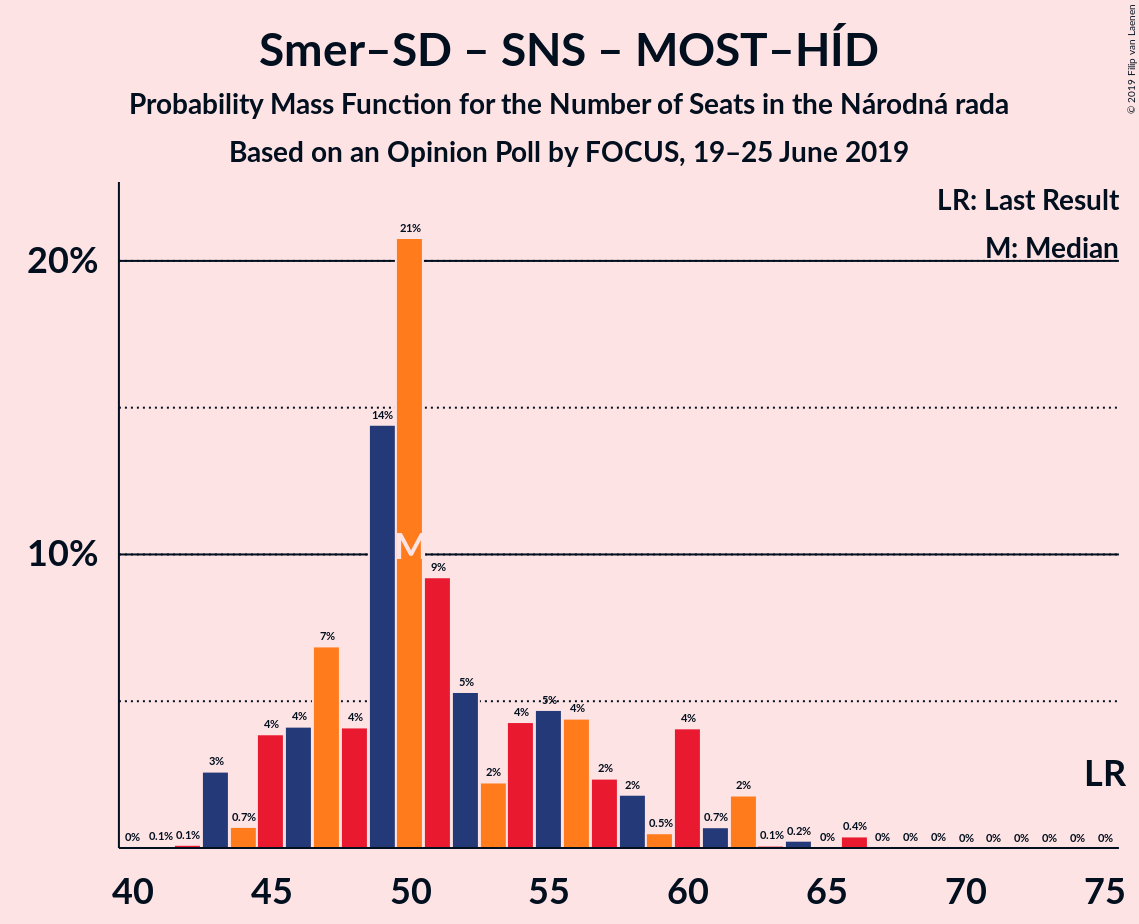 Smer–SD – SNS – MOST–HÍD
Probability Mass Function for the Number of Seats in the Národná rada
Based on an Opinion Poll by FOCUS, 19–25 June 2019
© 2019 Filip van Laenen
LR: Last Result
M: Median
20%
10%
0% 0.1% 0.1% 3% 0.7% 4% 4% 7% 4% 14% 21% 9% 5% 2% 4% 5% 4% 2% 2% 0.5% 4% 0.7% 2% 0.1% 0.2% 0% 0.4% 0% 0% 0% 0% 0% 0% 0% 0% 0%
M
LR
40 45 50 55 60 65 70 75